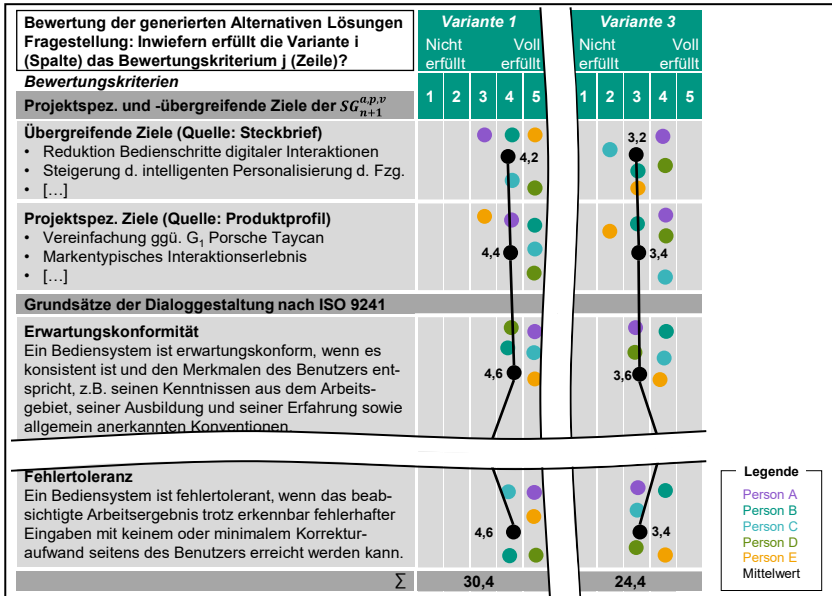 Bewertung der generierten Alternativen Lösungen
Fragestellung: Inwiefern erfüllt die Variante i
(Spalte) das Bewertungskriterium j (Zeile)?
Variante 1
Variante 3
Nicht erfüllt
Voll erfüllt
Nicht erfüllt
Voll erfüllt
Bewertungskriterien
1 2 3 4 5
1 2 3 4 5
Projektspez. und -übergreifende Ziele der SG_{n+1}^{a,p,v}
Übergreifende Ziele (Quelle: Steckbrief)
• Reduktion Bedienschritte digitaler Interaktionen
• Steigerung d. intelligenten Personalisierung d. Fzg.
• […]
4,2
3,2
Projektspez. Ziele (Quelle: Produktprofil)
• Vereinfachung ggü. G₁ Porsche Taycan
• Markentypisches Interaktionserlebnis
• […]
4,4
3,4
Grundsätze der Dialoggestaltung nach ISO 9241
Erwartungskonformität
Ein Bediensystem ist erwartungskonform, wenn es
konsistent ist und den Merkmalen des Benutzers ent-
spricht, z.B. seinen Kenntnissen aus dem Arbeits-
gebiet, seiner Ausbildung und seiner Erfahrung sowie
allgemein anerkannten Konventionen.
4,6
3,6
Fehlertoleranz
Ein Bediensystem ist fehlertolerant, wenn das beab-
sichtigte Arbeitsergebnis trotz erkennbar fehlerhafter
Eingaben mit keinem oder minimalem Korrektur-
aufwand seitens des Benutzers erreicht werden kann.
4,6
3,4
Σ 30,4 24,4
Legende
Person A
Person B
Person C
Person D
Person E
Mittelwert